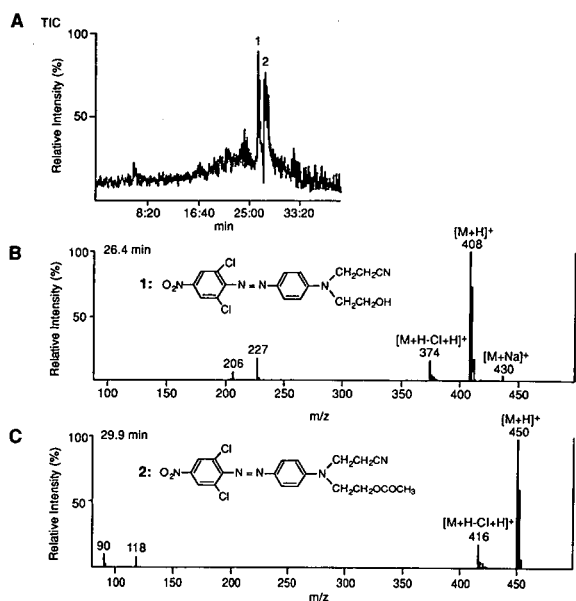 A TIC
Relative Intensity (%)
100
50
1
2
8:20 16:40 25:00 33:20
min
B
Relative Intensity (%)
100
50
26.4 min
1:
O₂N
Cl
Cl
N = N
N
CH₂CH₂CN
CH₂CH₂OH
206
227
[M+H-Cl+H]⁺
374
[M+H]⁺
408
[M+Na]⁺
430
100 150 200 250 300 350 400 450
m/z
C
Relative Intensity (%)
100
50
29.9 min
2:
O₂N
Cl
Cl
N = N
N
CH₂CH₂CN
CH₂CH₂OCOCH₃
90
118
[M+H-Cl+H]⁺
416
[M+H]⁺
450
100 150 200 250 300 350 400 450
m/z